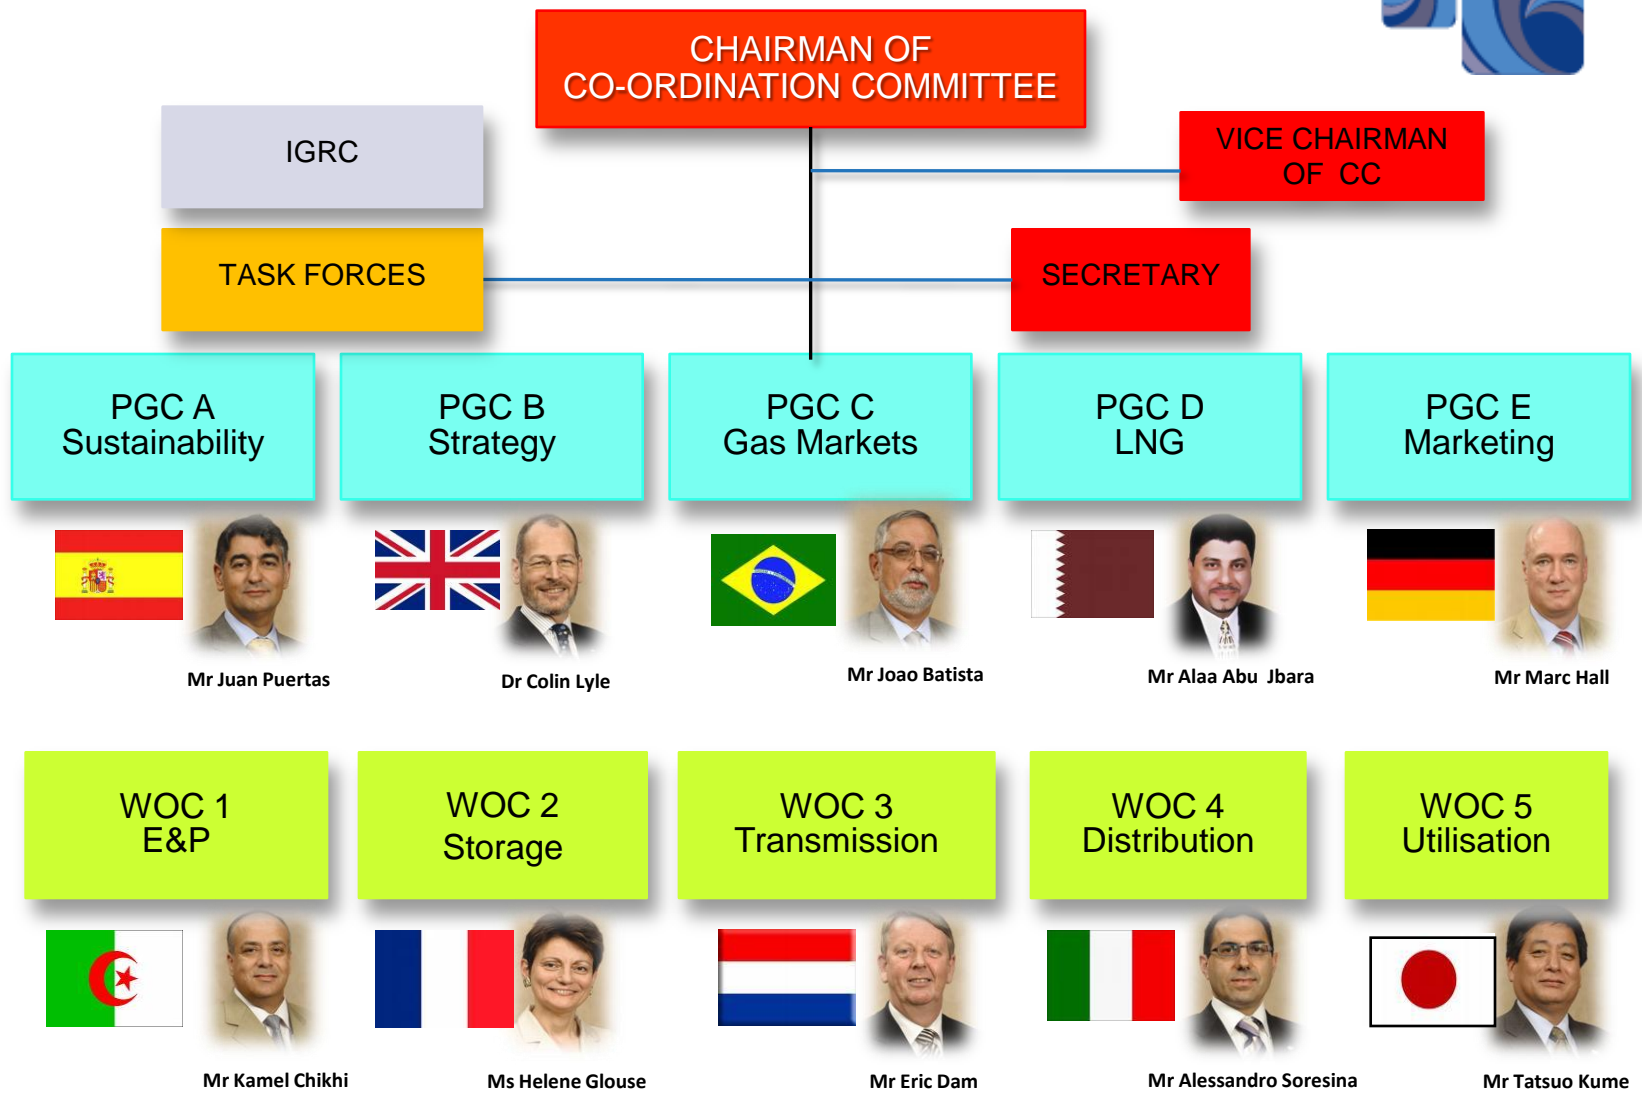 CHAIRMAN OF
CO-ORDINATION COMMITTEE
IGRC
VICE CHAIRMAN
OF CC
TASK FORCES
SECRETARY
PGC A
Sustainability
PGC B
Strategy
PGC C
Gas Markets
PGC D
LNG
PGC E
Marketing
Mr Juan Puertas
Dr Colin Lyle
Mr Joao Batista
Mr Alaa Abu Jbara
Mr Marc Hall
WOC 1
E&P
WOC 2
Storage
WOC 3
Transmission
WOC 4
Distribution
WOC 5
Utilisation
Mr Kamel Chikhi
Ms Helene Glouse
Mr Eric Dam
Mr Alessandro Soresina
Mr Tatsuo Kume